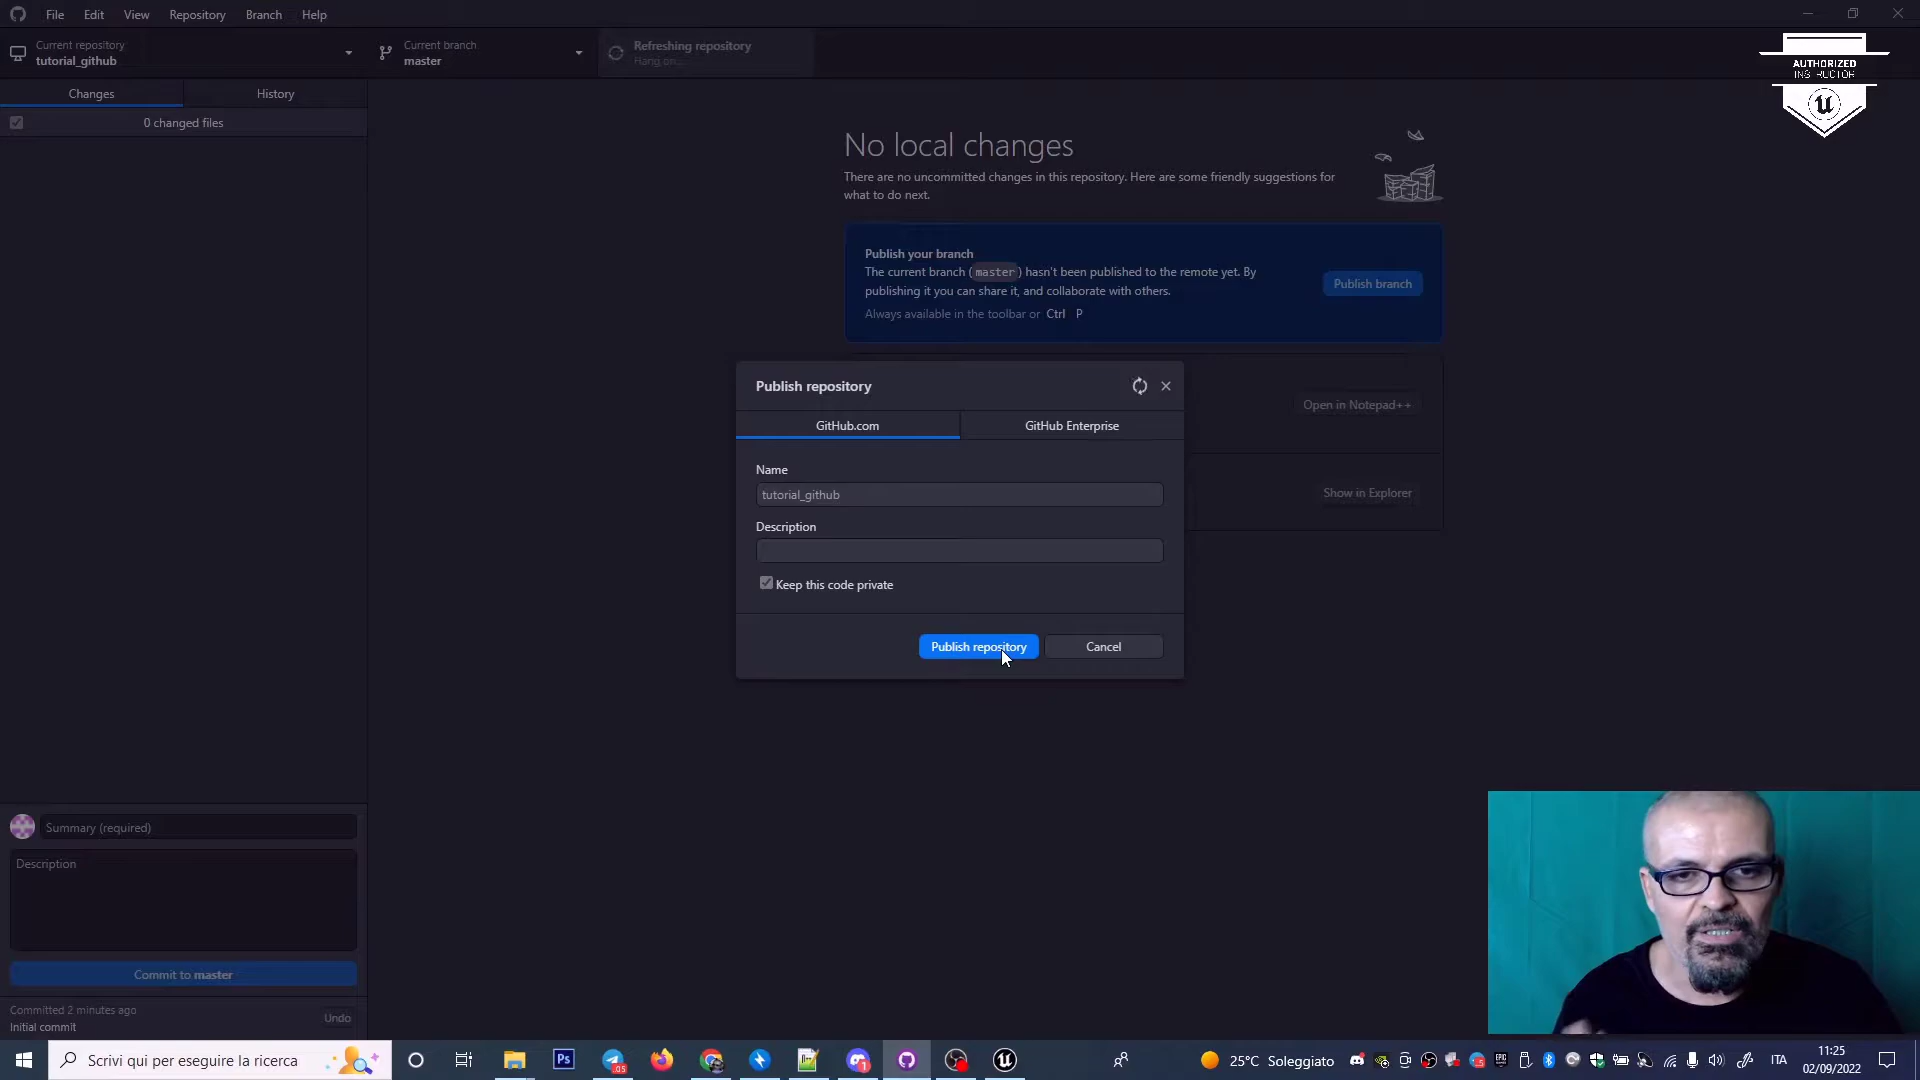 File Edit View Repository Branch Help
Current repository
tutorial_github
Current branch
master
Refreshing repository
Hang on...
AUTHORIZED
INSTRUCTOR
Changes
History
0 changed files
No local changes
There are no uncommitted changes in this repository. Here are some friendly suggestions for
what to do next.
Publish your branch
The current branch ( master ) hasn't been published to the remote yet. By
publishing it you can share it, and collaborate with others.
Always available in the toolbar or Ctrl P
Publish branch
Publish repository
GitHub.com
GitHub Enterprise
Name
tutorial_github
Description
Keep this code private
Publish repository
Cancel
Open in Notepad++
Show in Explorer
Summary (required)
Description
Commit to master
Committed 2 minutes ago
Initial commit
Undo
Scrivi qui per eseguire la ricerca
Ps
25°C Soleggiato
ITA
11:25
02/09/2022